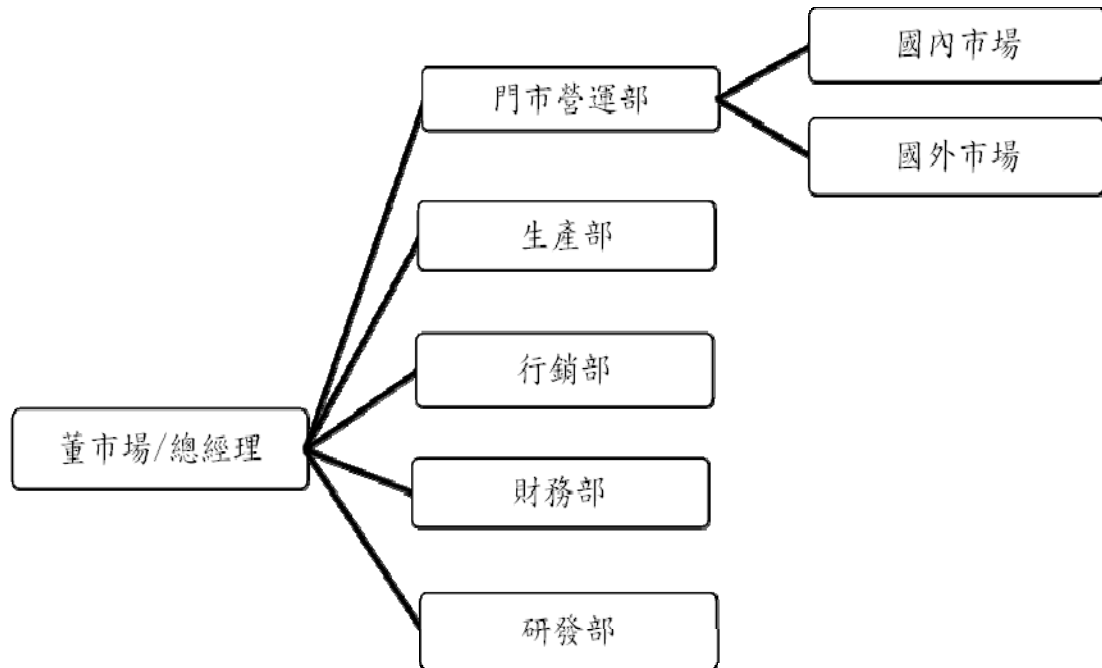 國內市場
門市營運部
國外市場
生產部
行銷部
董市場/總經理
財務部
研發部